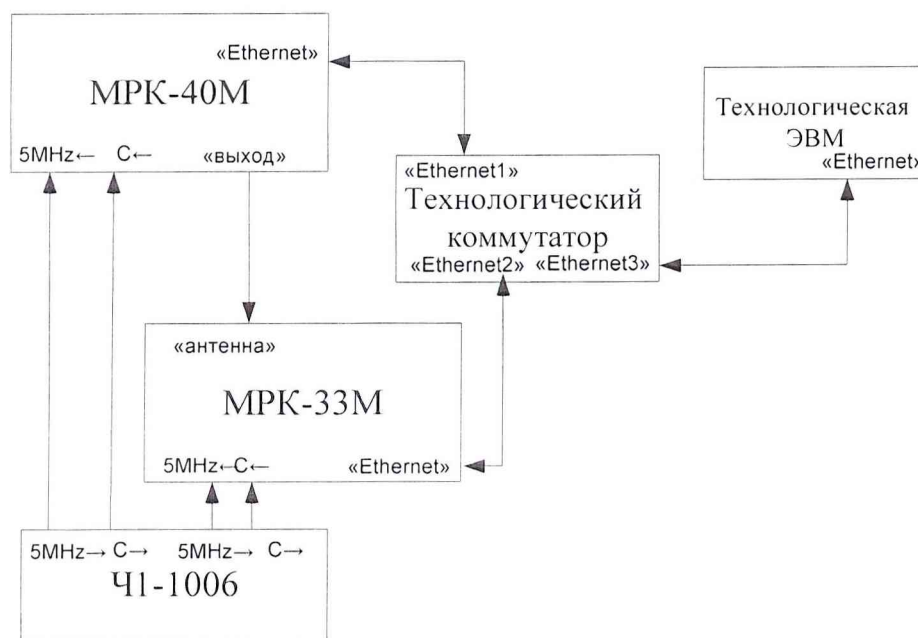 «Ethernet»
МРК-40М
5MHz← С← «выход»
Технологическая
ЭВМ
«Ethernet»
«Ethernet1»
Технологический
коммутатор
«Ethernet2» «Ethernet3»
«антенна»
МРК-33М
5MHz←С← «Ethernet»
5MHz→ С→ 5MHz→ С→
Ч1-1006